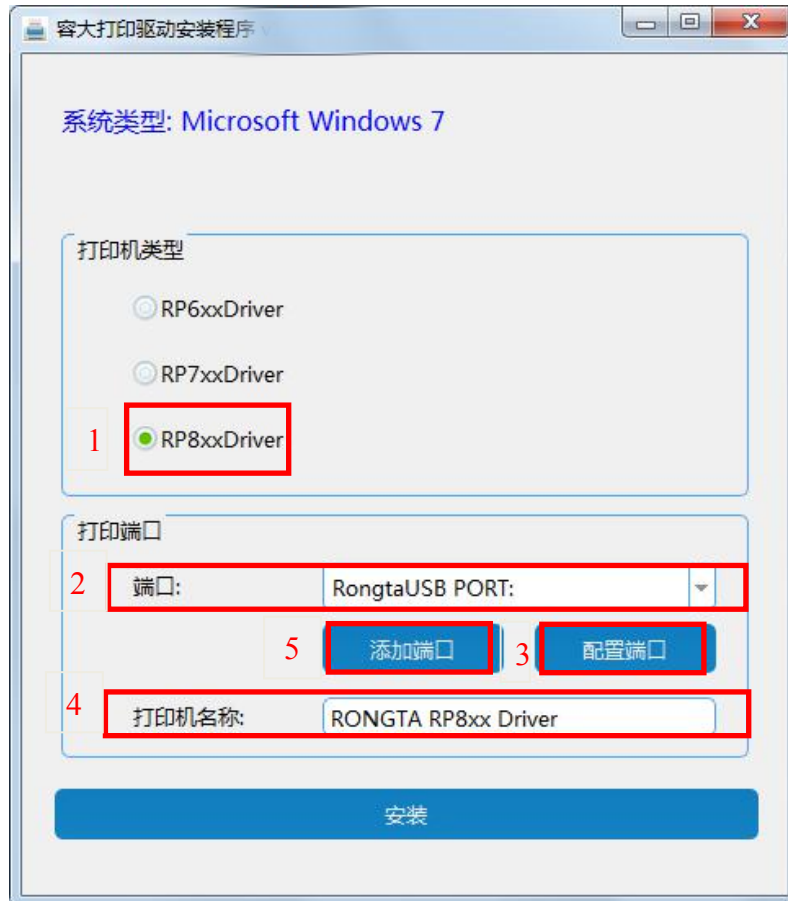 容大打印驱动安装程序
系统类型: Microsoft Windows 7
打印机类型
RP6xxDriver
RP7xxDriver
1 RP8xxDriver
打印端口
2 端口: RongtaUSB PORT:
5 添加端口 3 配置端口
4 打印机名称: RONGTA RP8xx Driver
安装